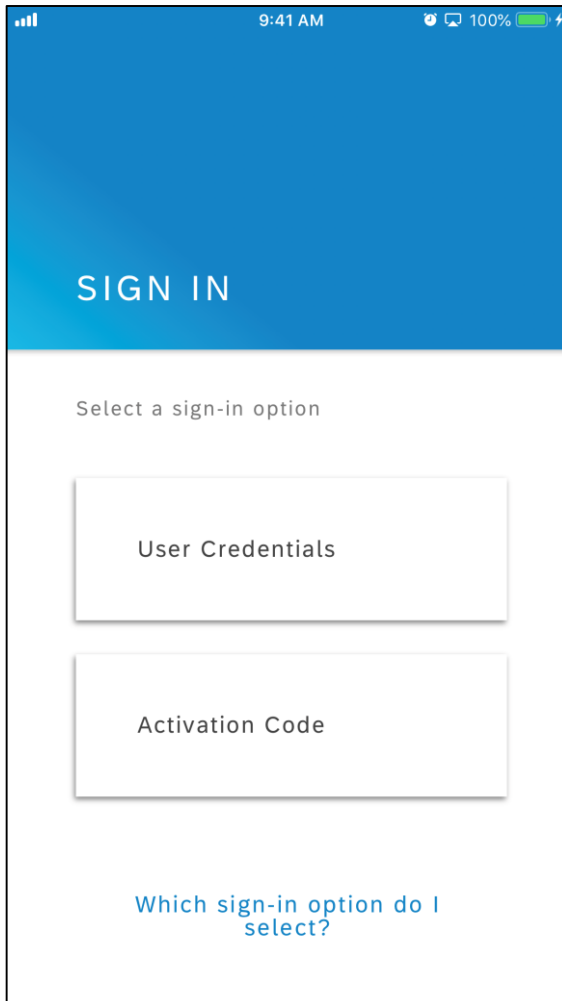 9:41 AM 100%
SIGN IN
Select a sign-in option
User Credentials
Activation Code
Which sign-in option do I
select?